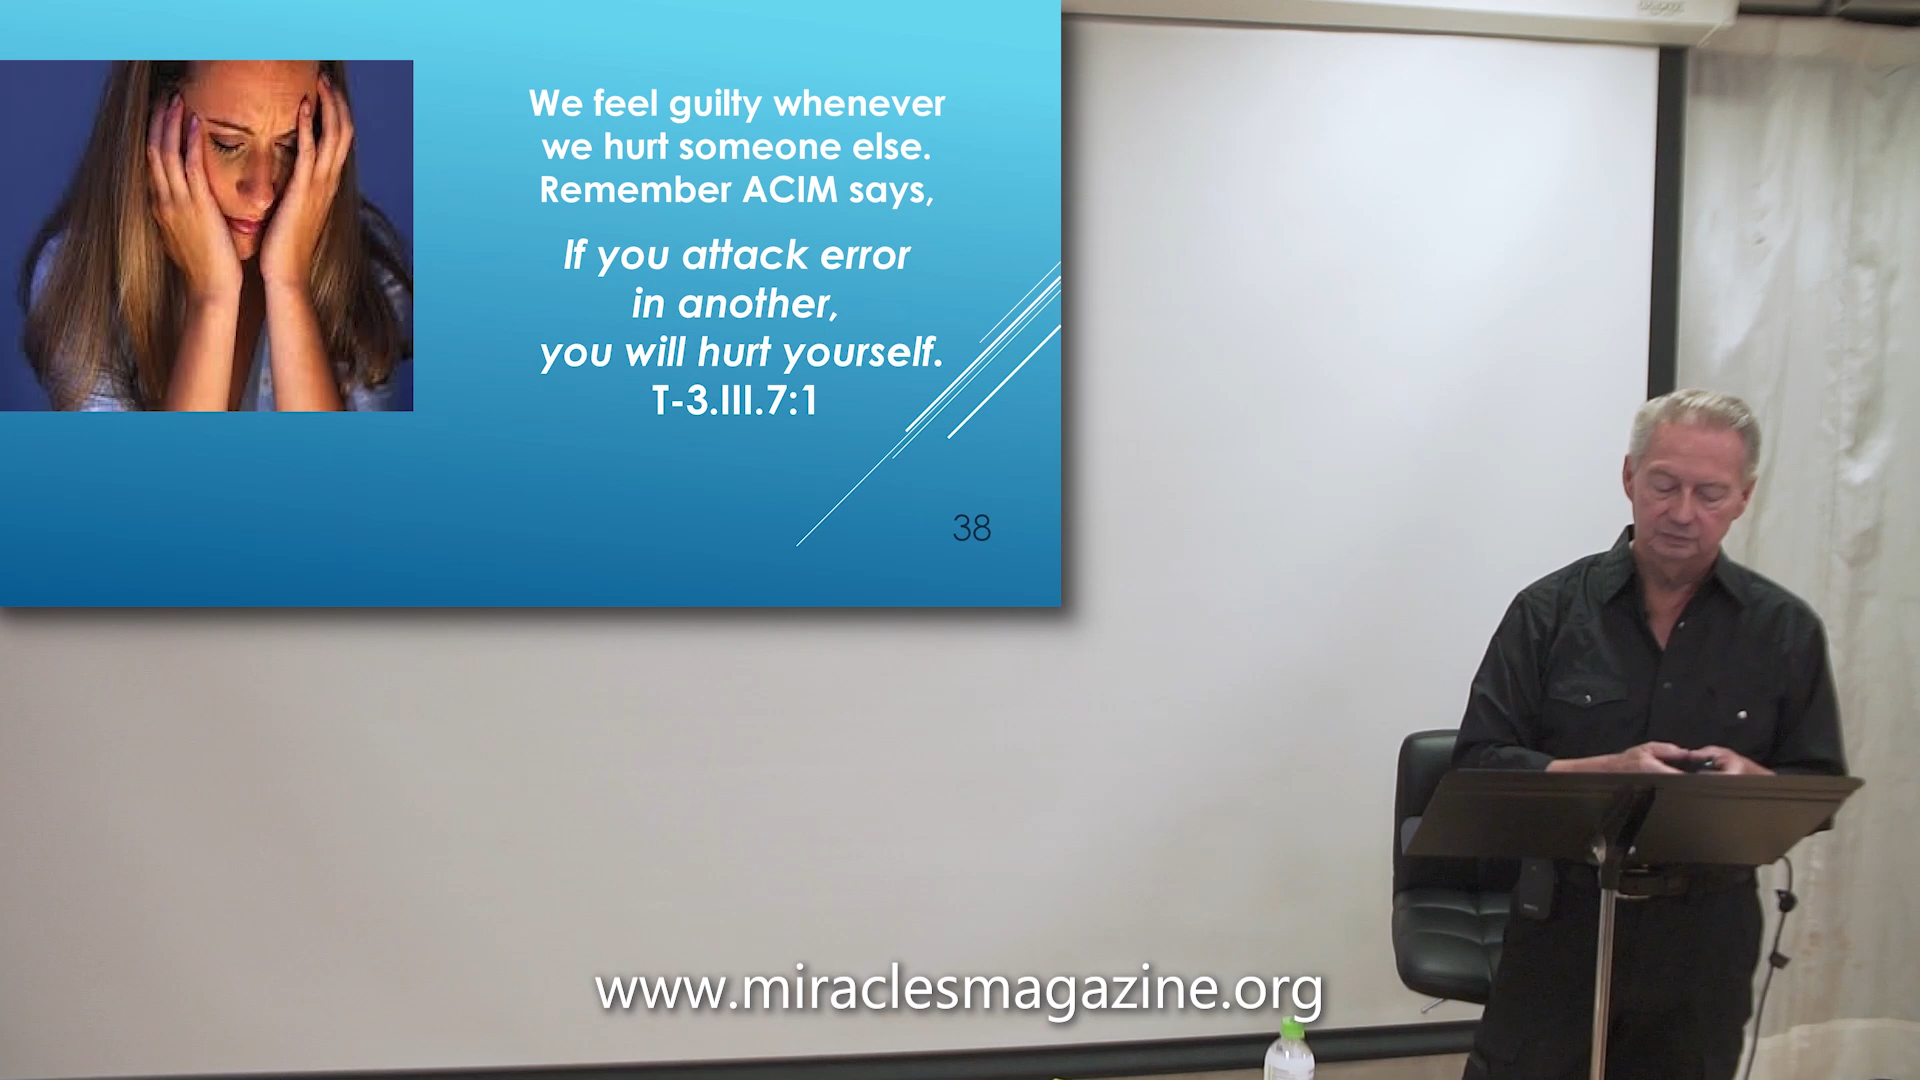 We feel guilty whenever
we hurt someone else.
Remember ACIM says,
If you attack error
in another,
you will hurt yourself.
T-3.III.7:1
38
www.miraclesmagazine.org